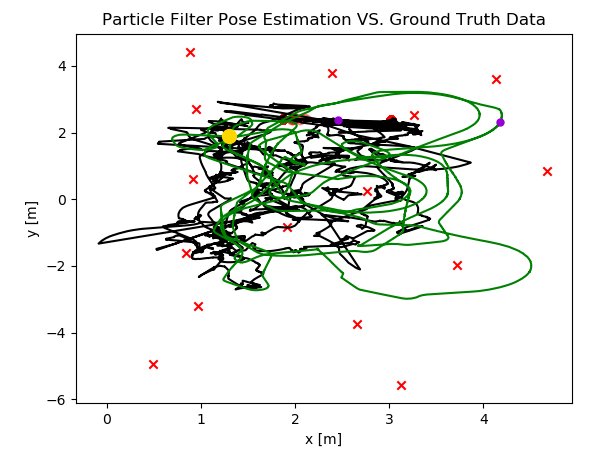 Particle Filter Pose Estimation VS. Ground Truth Data
4
2
0
−2
−4
−6
y [m]
0 1 2 3 4
x [m]